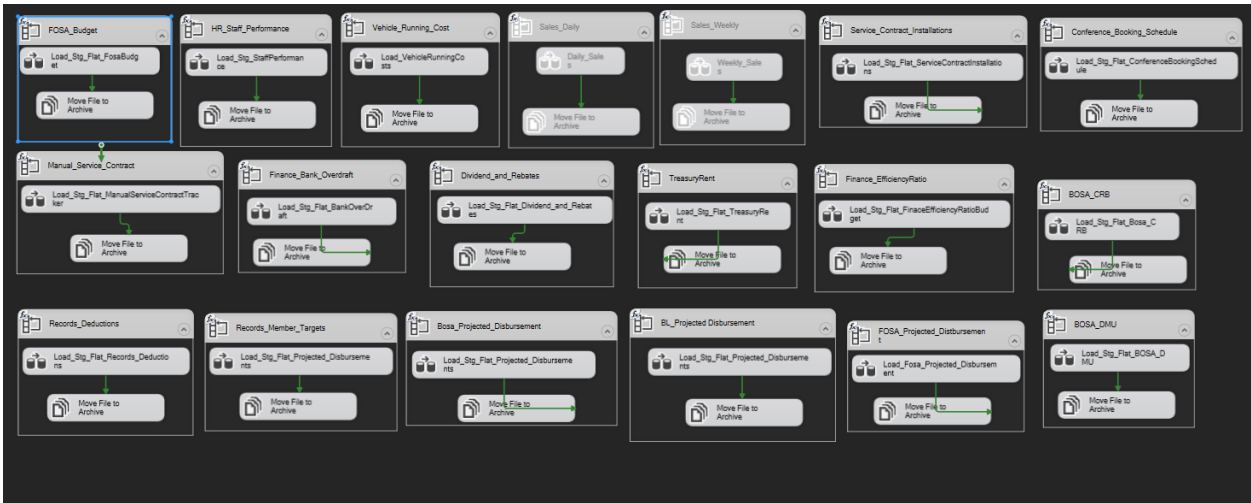 FOSA_Budget
Load_Stg_Flat_FosaBudg
et
Move File to
Archive
HR_Staff_Performance
Load_Stg_StaffPerforman
ce
Move File to
Archive
Vehicle_Running_Cost
Load_VehicleRunningCo
sts
Move File to
Archive
Sales_Daily
Daily_Sale
s
Move File to
Archive
Sales_Weekly
Weekly_Sale
s
Move File to
Archive
Service_Contract_Installations
Load_Stg_Flat_ServiceContractInstallatio
ns
Move File to
Archive
Conference_Booking_Schedule
Load_Stg_Flat_ConferenceBookingSched
ule
Move File to
Archive
Manual_Service_Contract
Load_Stg_Flat_ManualServiceContractTrac
ker
Move File to
Archive
Finance_Bank_Overdraft
Load_Stg_Flat_BankOverDr
aft
Move File to
Archive
Dividend_and_Rebates
Load_Stg_Flat_Dividend_and_Rebat
es
Move File to
Archive
TreasuryRent
Load_Stg_Flat_TreasuryRe
nt
Move File to
Archive
Finance_EfficiencyRatio
Load_Stg_Flat_FinaceEfficiencyRatioBud
get
Move File to
Archive
BOSA_CRB
Load_Stg_Flat_Bosa_C
RB
Move File to
Archive
Records_Deductions
Load_Stg_Flat_Records_Deductio
ns
Move File to
Archive
Records_Member_Targets
Load_Stg_Flat_Projected_Disburseme
nts
Move File to
Archive
Bosa_Projected_Disbursement
Load_Stg_Flat_Projected_Disburseme
nts
Move File to
Archive
BL_Projected Disbursement
Load_Stg_Flat_Projected_Disburseme
nts
Move File to
Archive
FOSA_Projected_Distbursemen
t
Load_Fosa_Projected_Disbursem
ent
Move File to
Archive
BOSA_DMU
Load_Stg_Flat_BOSA_D
MU
Move File to
Archive